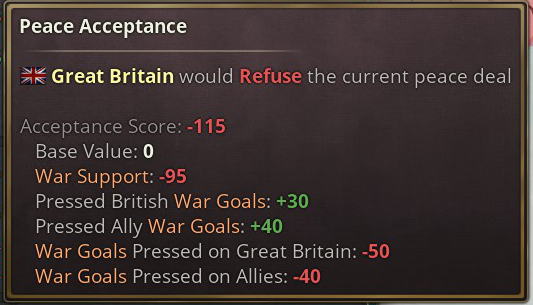 Peace Acceptance
Great Britain would Refuse the current peace deal
Acceptance Score: -115
Base Value: 0
War Support: -95
Pressed British War Goals: +30
Pressed Ally War Goals: +40
War Goals Pressed on Great Britain: -50
War Goals Pressed on Allies: -40